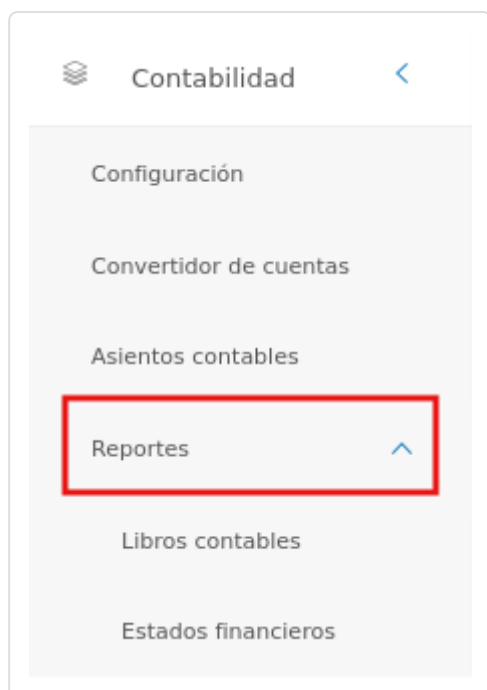 Contabilidad
Configuración
Convertidor de cuentas
Asientos contables
Reportes
Libros contables
Estados financieros